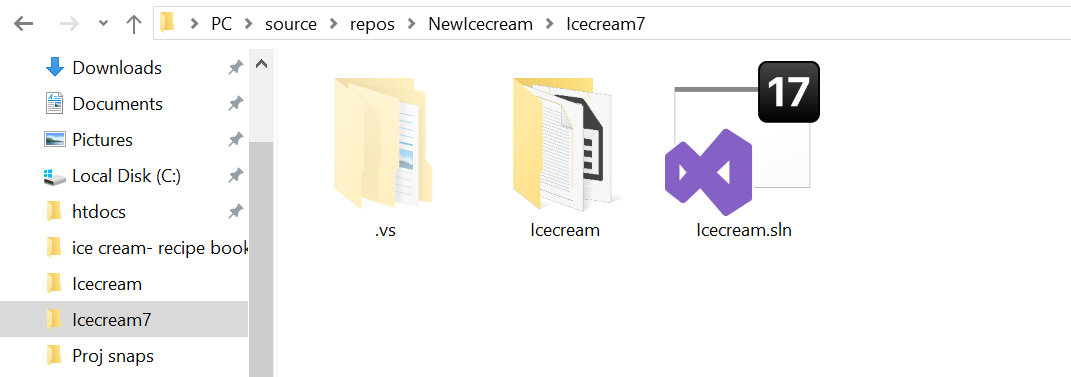 PC > source > repos > NewIcecream > Icecream7
Downloads
Documents
Pictures
Local Disk (C:)
htdocs
ice cream- recipe book
Icecream
Icecream7
Proj snaps
17
.vs
Icecream
Icecream.sln